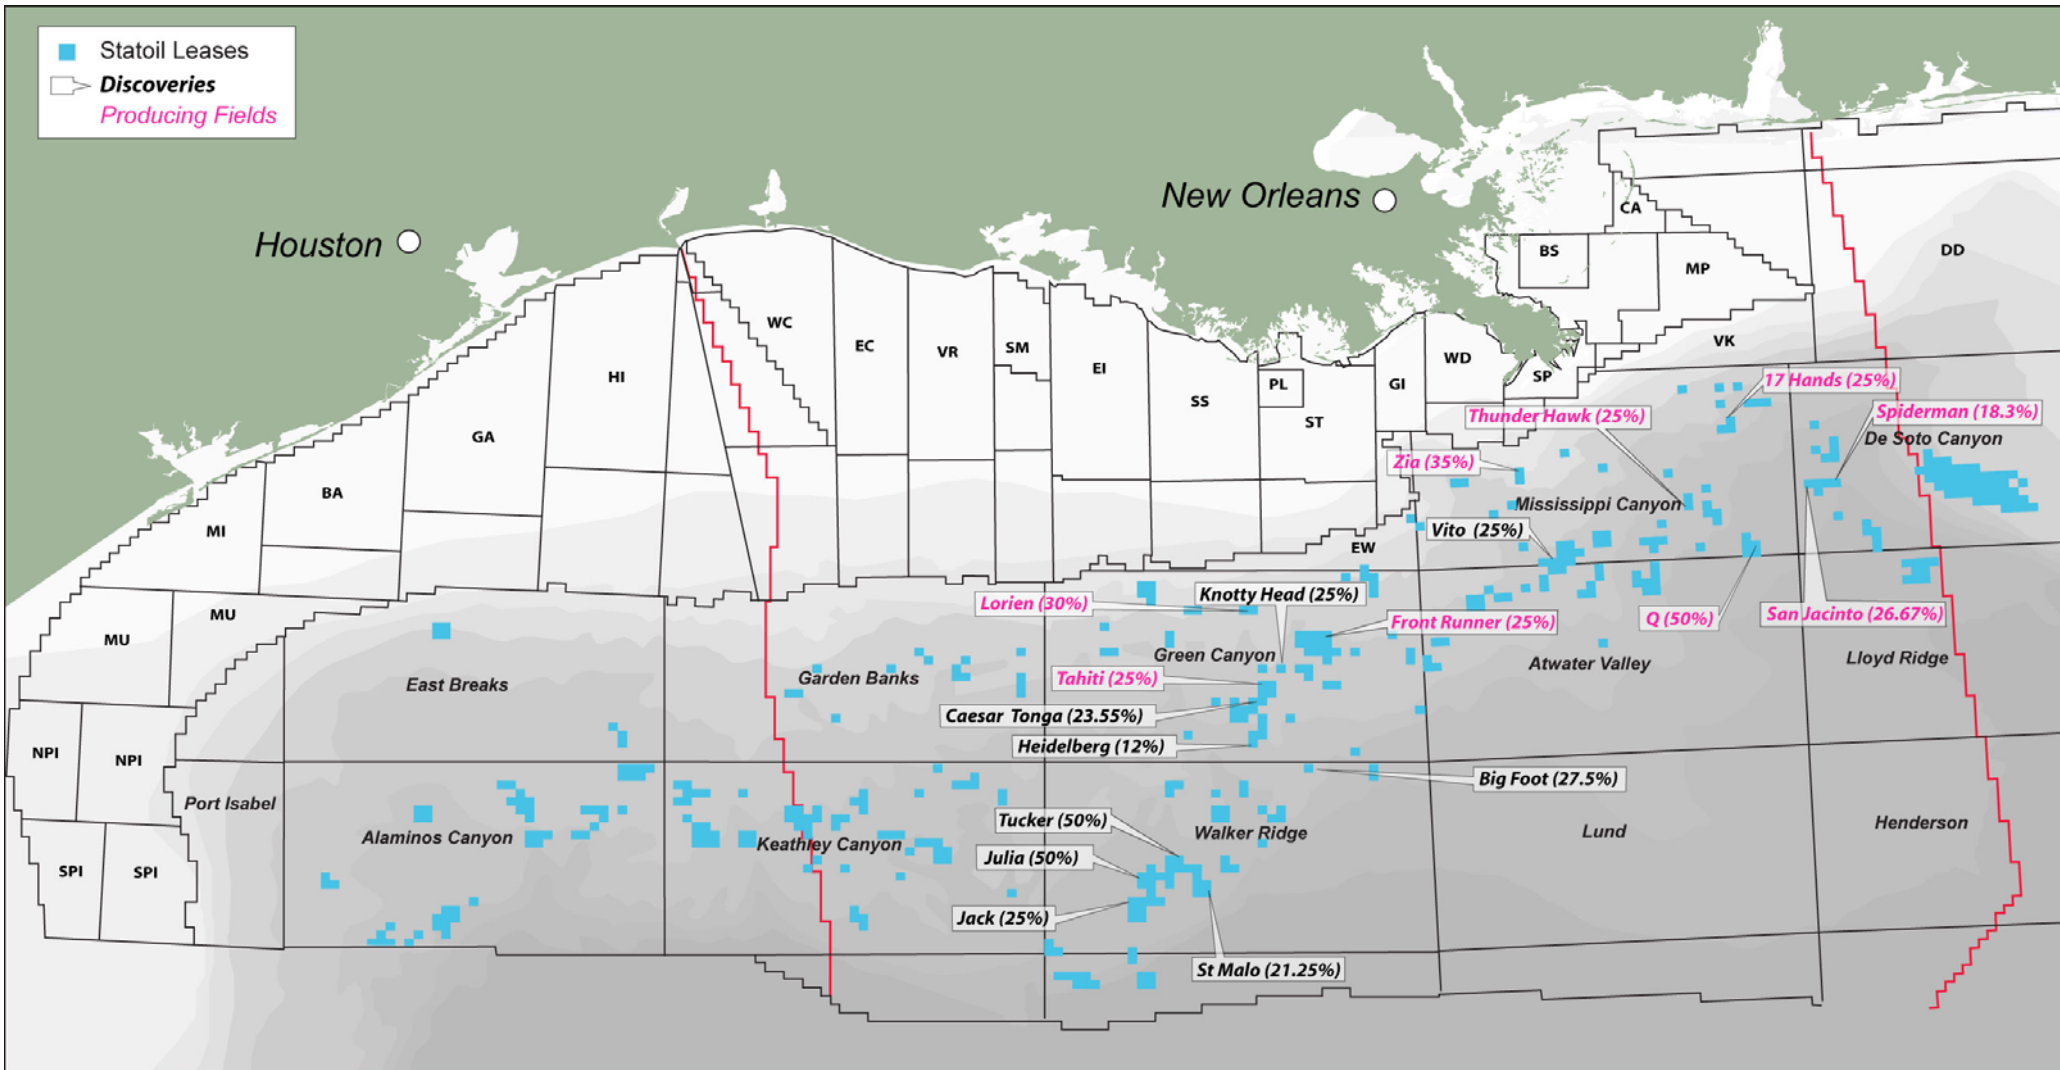 Statoil Leases
Discoveries
Producing Fields
New Orleans
Houston
CA
BS
MP
DD
WC
EC
VR
SM
EI
SS
PL
ST
GI
WD
SP
VK
HI
GA
BA
MI
MU
MU
NPI
NPI
SPI
SPI
EW
17 Hands (25%)
Thunder Hawk (25%)
Spiderman (18.3%)
De Soto Canyon
Zia (35%)
Mississippi Canyon
Vito (25%)
Knotty Head (25%)
Lorien (30%)
Front Runner (25%)
Q (50%)
San Jacinto (26.67%)
Green Canyon
Atwater Valley
Lloyd Ridge
East Breaks
Garden Banks
Tahiti (25%)
Caesar Tonga (23.55%)
Heidelberg (12%)
Big Foot (27.5%)
Port Isabel
Alaminos Canyon
Keathley Canyon
Tucker (50%)
Walker Ridge
Lund
Henderson
Julia (50%)
Jack (25%)
St Malo (21.25%)